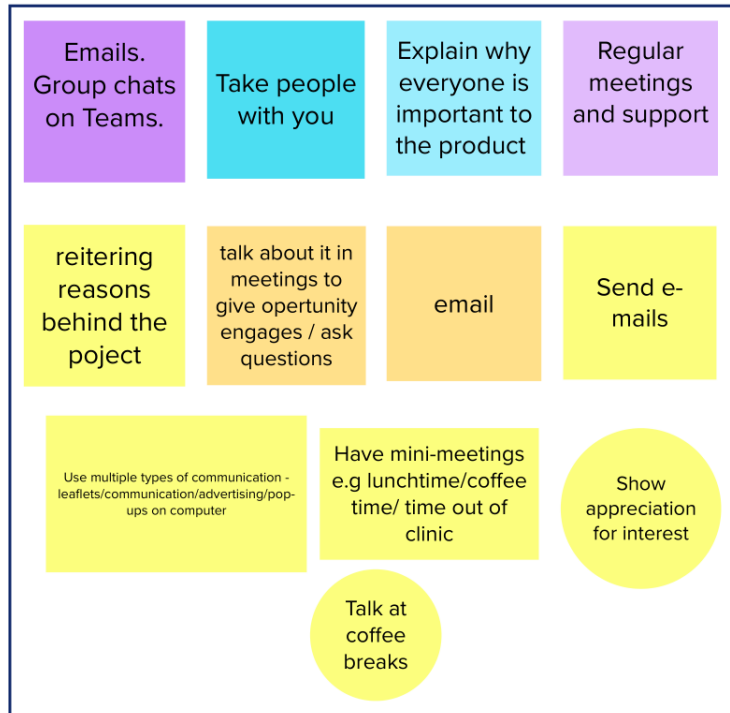 Emails.
Group chats
on Teams.
Take people
with you
Explain why
everyone is
important to
the product
Regular
meetings
and support
reitering
reasons
behind the
poject
talk about it in
meetings to
give opertunity
engages / ask
questions
email
Send e-
mails
Use multiple types of communication -
leaflets/communication/advertising/pop-
ups on computer
Have mini-meetings
e.g lunchtime/coffee
time/ time out of
clinic
Show
appreciation
for interest
Talk at
coffee
breaks